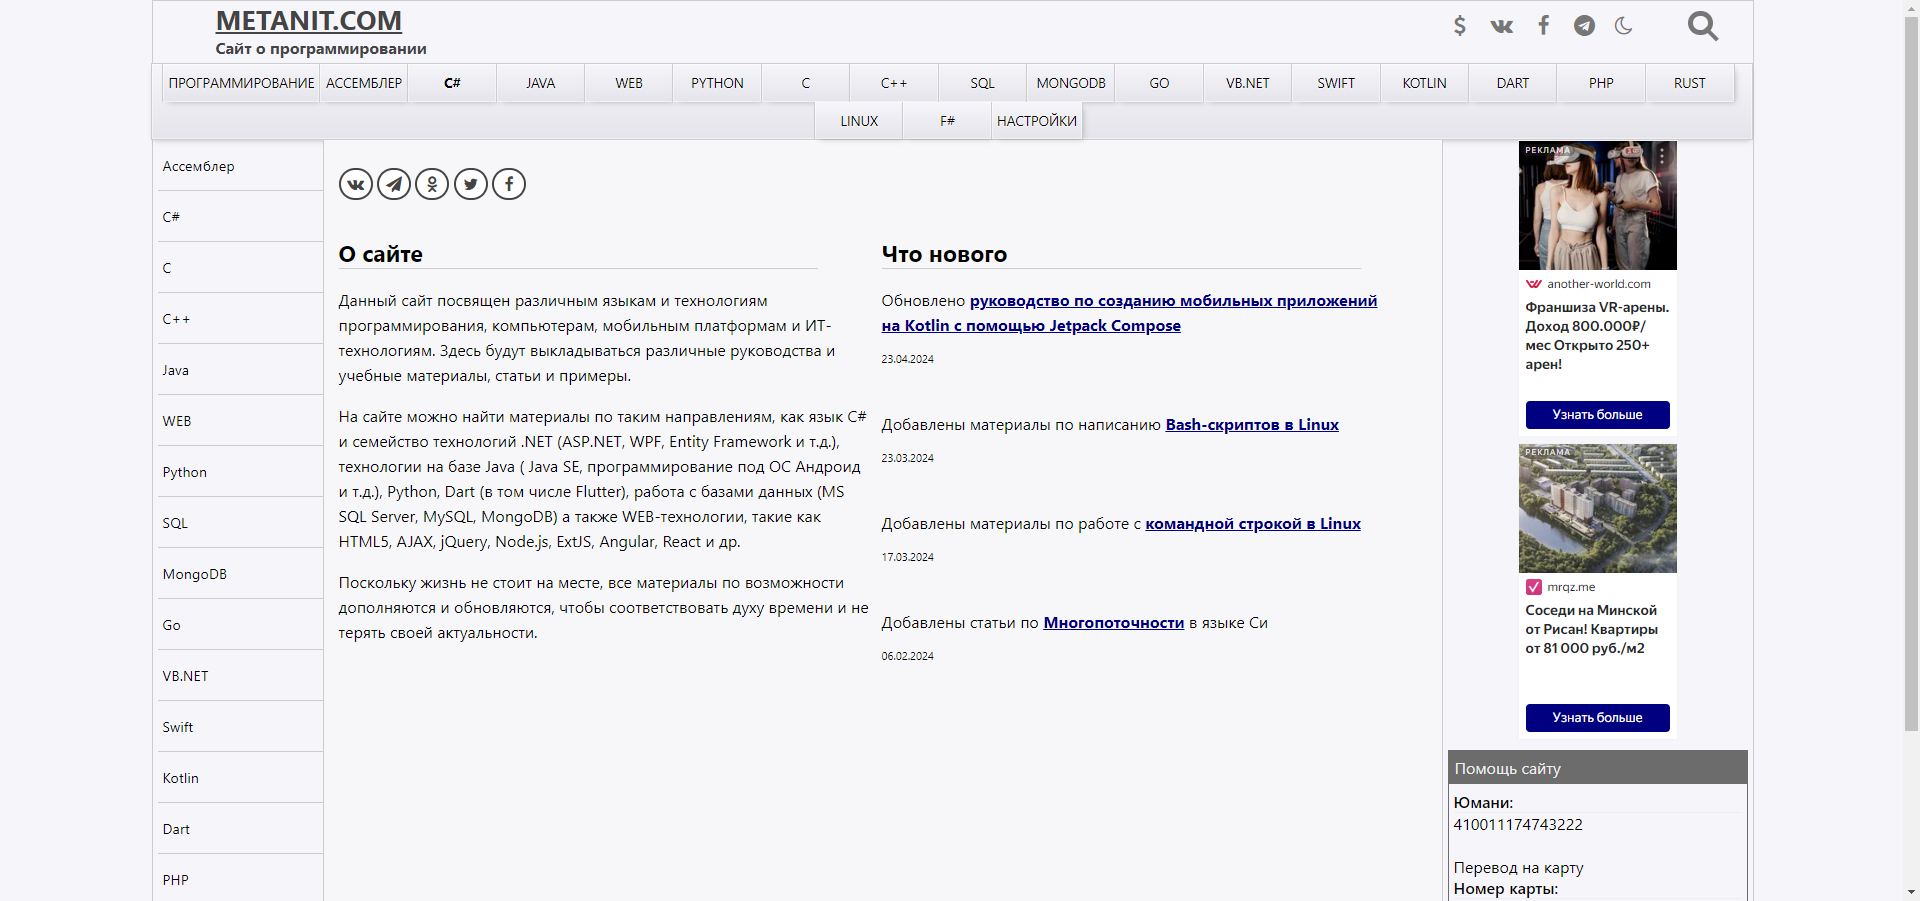 METANIT.COM
Сайт о программировании
ПРОГРАММИРОВАНИЕ АССЕМБЛЕР C# JAVA WEB PYTHON C C++ SQL MONGODB GO VB.NET SWIFT KOTLIN DART PHP RUST
LINUX F# НАСТРОЙКИ
Ассемблер
C#
C
C++
Java
WEB
Python
SQL
MongoDB
Go
VB.NET
Swift
Kotlin
Dart
PHP
О сайте
Данный сайт посвящен различным языкам и технологиям
программирования, компьютерам, мобильным платформам и ИТ-
технологиям. Здесь будут выкладываться различные руководства и
учебные материалы, статьи и примеры.
На сайте можно найти материалы по таким направлениям, как язык C#
и семейство технологий .NET (ASP.NET, WPF, Entity Framework и т.д.),
технологии на базе Java ( Java SE, программирование под ОС Андроид
и т.д.), Python, Dart (в том числе Flutter), работа с базами данных (MS
SQL Server, MySQL, MongoDB) а также WEB-технологии, такие как
HTML5, AJAX, jQuery, Node.js, ExtJS, Angular, React и др.
Поскольку жизнь не стоит на месте, все материалы по возможности
дополняются и обновляются, чтобы соответствовать духу времени и не
терять своей актуальности.
Что нового
Обновлено руководство по созданию мобильных приложений
на Kotlin с помощью Jetpack Compose
23.04.2024
Добавлены материалы по написанию Bash-скриптов в Linux
23.03.2024
Добавлены материалы по работе с командной строкой в Linux
17.03.2024
Добавлены статьи по Многопоточности в языке Си
06.02.2024
РЕКЛАМА
another-world.com
Франшиза VR-арены.
Доход 800.000₽/
мес Открыто 250+
арен!
Узнать больше
РЕКЛАМА
mrqz.me
Соседи на Минской
от Рисан! Квартиры
от 81 000 руб./м2
Узнать больше
Помощь сайту
Юмани:
410011174743222
Перевод на карту
Номер карты: